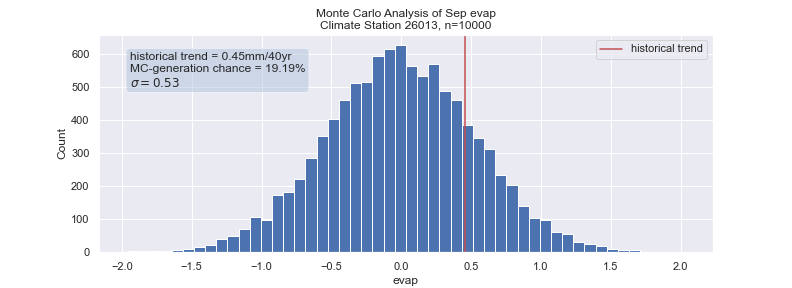 Monte Carlo Analysis of Sep evap
Climate Station 26013, n=10000
historical trend = 0.45mm/40yr
MC-generation chance = 19.19%
σ = 0.53
historical trend
Count
600
500
400
300
200
100
0
−2.0 −1.5 −1.0 −0.5 0.0 0.5 1.0 1.5 2.0
evap